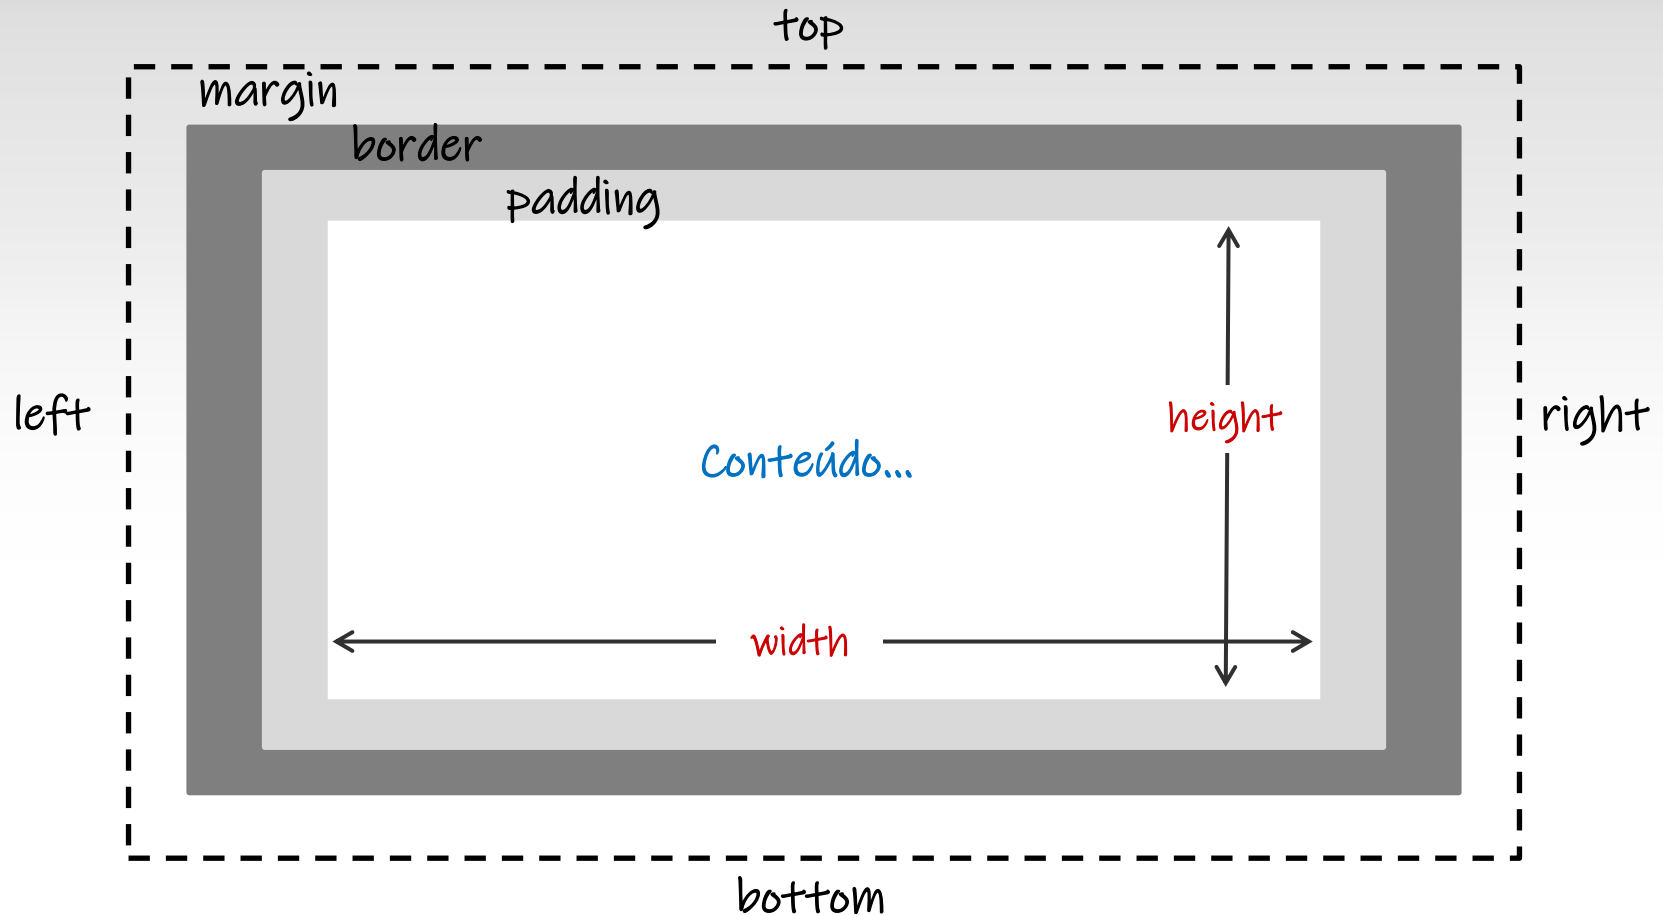 top
margin
border
padding
left
height
right
Conteúdo...
width
bottom